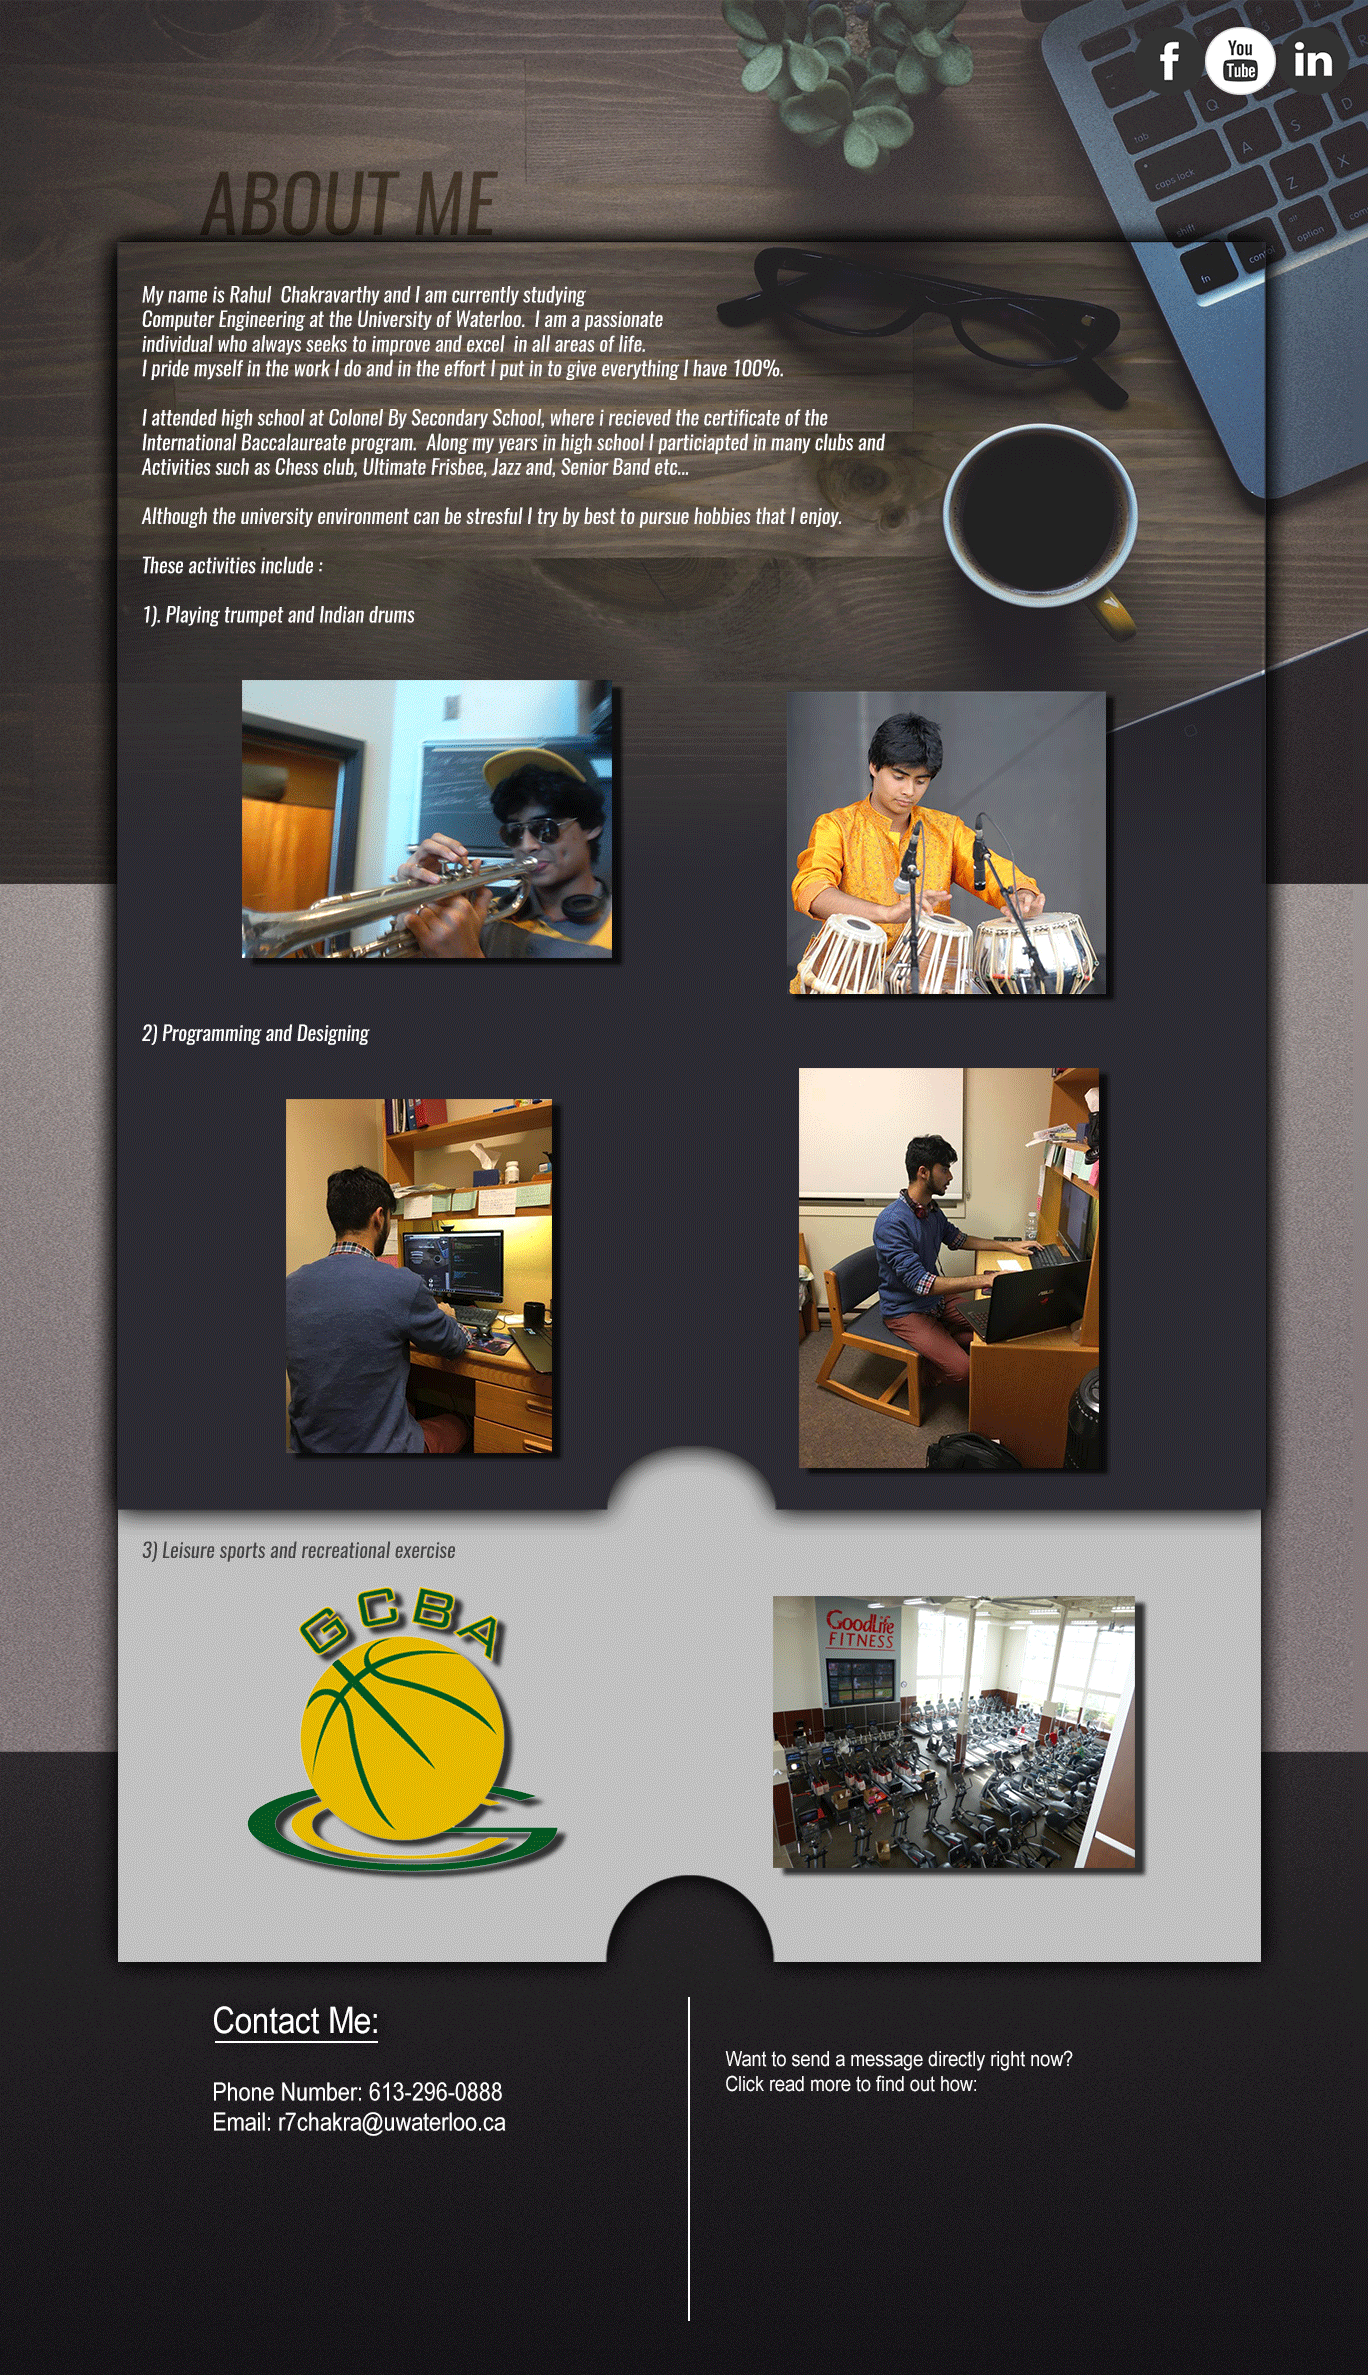 f
You
Tube
in
Q
tab
A
S
D
caps lock
Z
X
shift
alt
fn
control
option
ABOUT ME
My name is Rahul  Chakravarthy and I am currently studying
Computer Engineering at the University of Waterloo.  I am a passionate
individual who always seeks to improve and excel  in all areas of life.
I pride myself in the work I do and in the effort I put in to give everything I have 100%.
I attended high school at Colonel By Secondary School, where i recieved the certificate of the
International Baccalaureate program.  Along my years in high school I particiapted in many clubs and
Activities such as Chess club, Ultimate Frisbee, Jazz and, Senior Band etc...
Although the university environment can be stresful I try by best to pursue hobbies that I enjoy.
These activities include :
1). Playing trumpet and Indian drums
2) Programming and Designing
3) Leisure sports and recreational exercise
GCBA
GoodLife
FITNESS
Contact Me:
Phone Number: 613-296-0888
Email: r7chakra@uwaterloo.ca
Want to send a message directly right now?
Click read more to find out how: